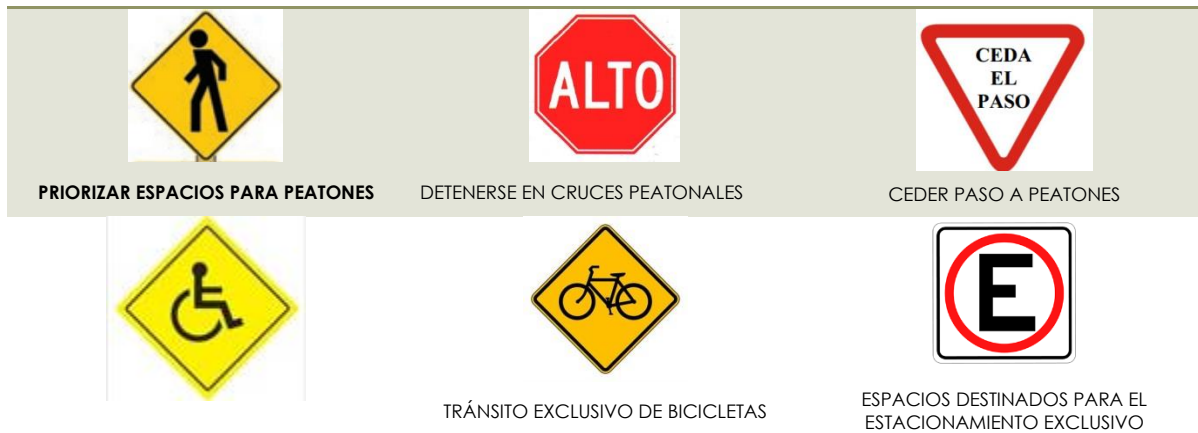 ALTO
CEDA
EL
PASO
PRIORIZAR ESPACIOS PARA PEATONES
DETENERSE EN CRUCES PEATONALES
CEDER PASO A PEATONES
E
TRÁNSITO EXCLUSIVO DE BICICLETAS
ESPACIOS DESTINADOS PARA EL
ESTACIONAMIENTO EXCLUSIVO